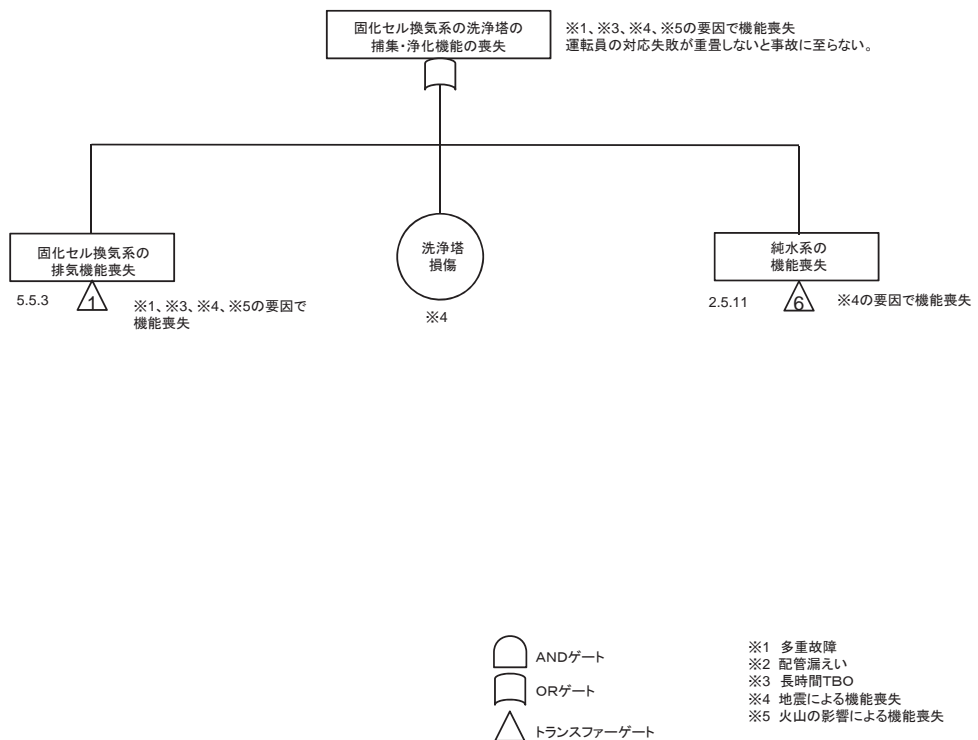 固化セル換気系の洗浄塔の
捕集・浄化機能の喪失
※1、※3、※4、※5の要因で機能喪失
運転員の対応失敗が重畳しないと事故に至らない。
固化セル換気系の
排気機能喪失
5.5.3
1
※1、※3、※4、※5の要因で
機能喪失
洗浄塔
損傷
※4
純水系の
機能喪失
2.5.11
6
※4の要因で機能喪失
ANDゲート
ORゲート
トランスファーゲート
※1 多重故障
※2 配管漏えい
※3 長時間TBO
※4 地震による機能喪失
※5 火山の影響による機能喪失